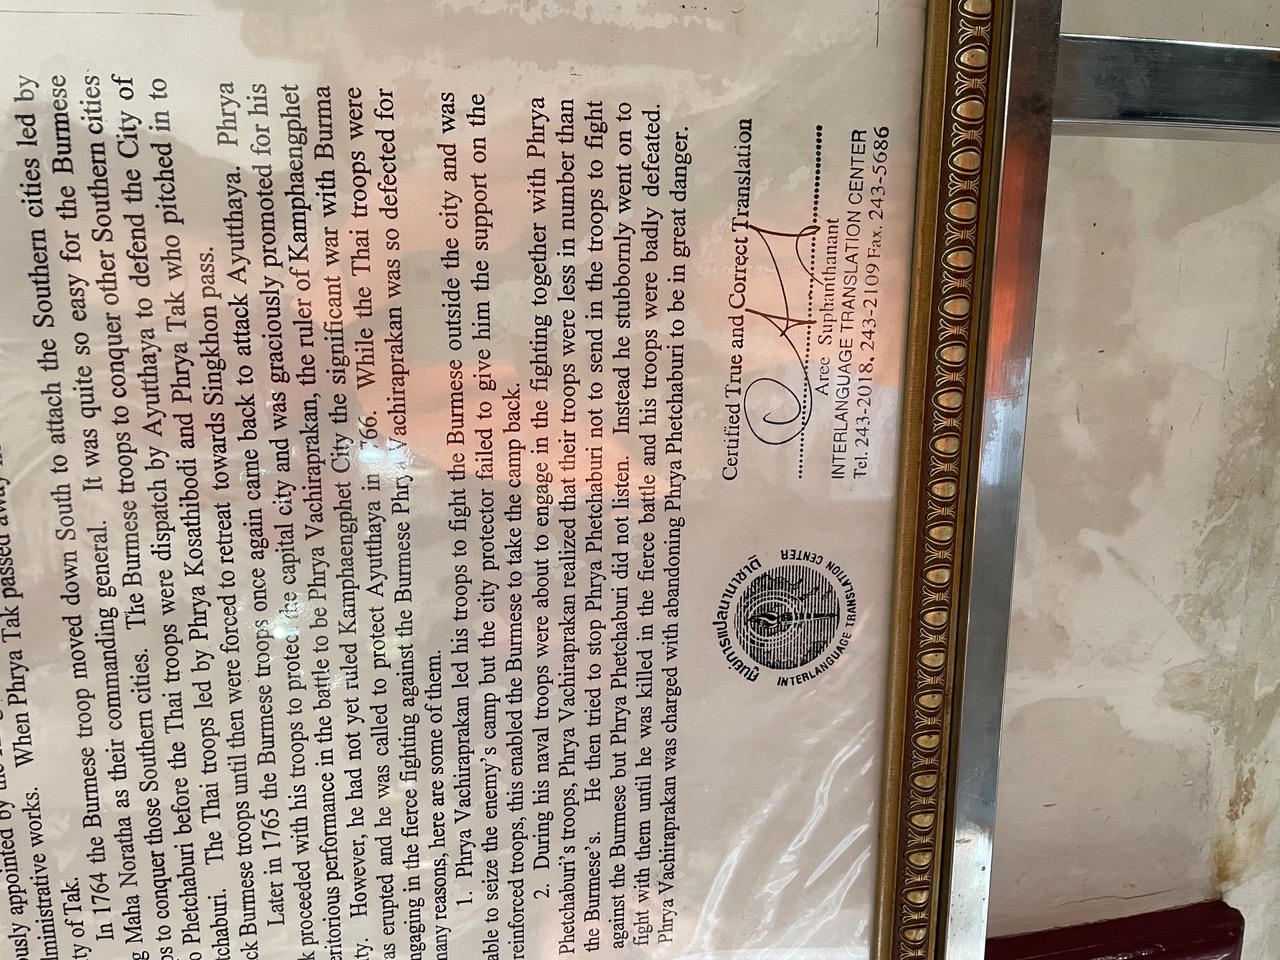 ously appointed by the
ministrative works. When Phrya Tak passed away
ty of Tak.
In 1764 the Burmese troop moved down South to attach the Southern cities led by
g Maha Noratha as their commanding general. It was quite so easy for the Burmese
ps to conquer those Southern cities. The Burmese troops to conquer other Southern cities
o Phetchaburi before the Thai troops were dispatch by Ayutthaya to defend the City of
tchaburi. The Thai troops led by Phrya Kosathibodi and Phrya Tak who pitched in to
ck Burmese troops until then were forced to retreat towards Singkhon pass.
Later in 1765 the Burmese troops once again came back to attack Ayutthaya. Phrya
k proceeded with his troops to protect the capital city and was graciously promoted for his
eritorious performance in the battle to be Phrya Vachiraprakan, the ruler of Kamphaengphet
ty. However, he had not yet ruled Kamphaengphet City the significant war with Burma
as erupted and he was called to protect Ayutthaya in 1766. While the Thai troops were
ngaging in the fierce fighting against the Burmese Phrya Vachiraprakan was so defected for
many reasons, here are some of them.
1. Phrya Vachiraprakan led his troops to fight the Burmese outside the city and was
able to seize the enemy's camp but the city protector failed to give him the support on the
reinforced troops, this enabled the Burmese to take the camp back.
2. During his naval troops were about to engage in the fighting together with Phrya
Phetchaburi's troops, Phrya Vachiraprakan realized that their troops were less in number than
the Burmese's. He then tried to stop Phrya Phetchaburi not to send in the troops to fight
against the Burmese but Phrya Phetchaburi did not listen. Instead he stubbornly went on to
fight with them until he was killed in the fierce battle and his troops were badly defeated.
Phrya Vachiraprakan was charged with abandoning Phrya Phetchaburi to be in great danger.
Certified True and Correct Translation
Aree Suphanthanant
INTERLANGUAGE TRANSLATION CENTER
Tel. 243-2018. 243-2109 Fax. 243-5686
ศูนย์การแปลนานาภาษา
INTERLANGUAGE TRANSLATION CENTER